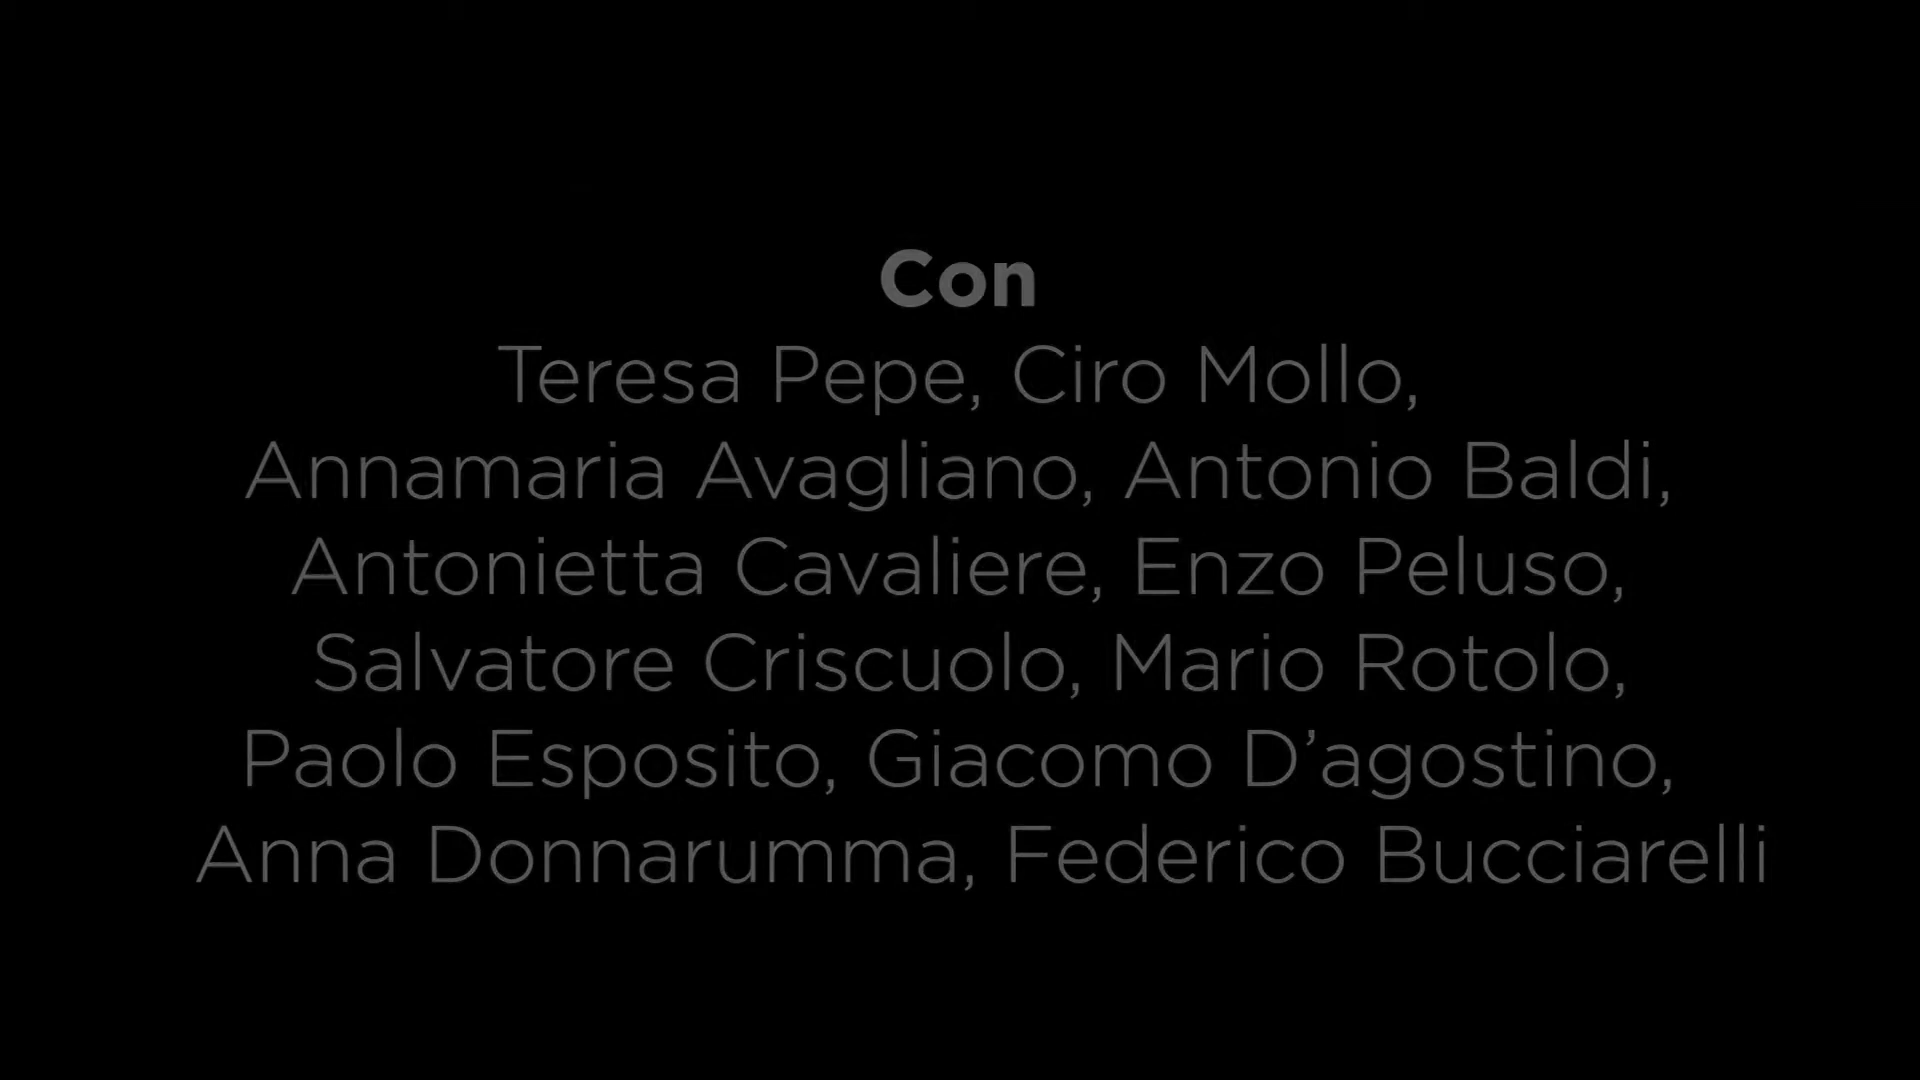 Con
Teresa Pepe, Ciro Mollo,
Annamaria Avagliano, Antonio Baldi,
Antonietta Cavaliere, Enzo Peluso,
Salvatore Criscuolo, Mario Rotolo,
Paolo Esposito, Giacomo D’agostino,
Anna Donnarumma, Federico Bucciarelli